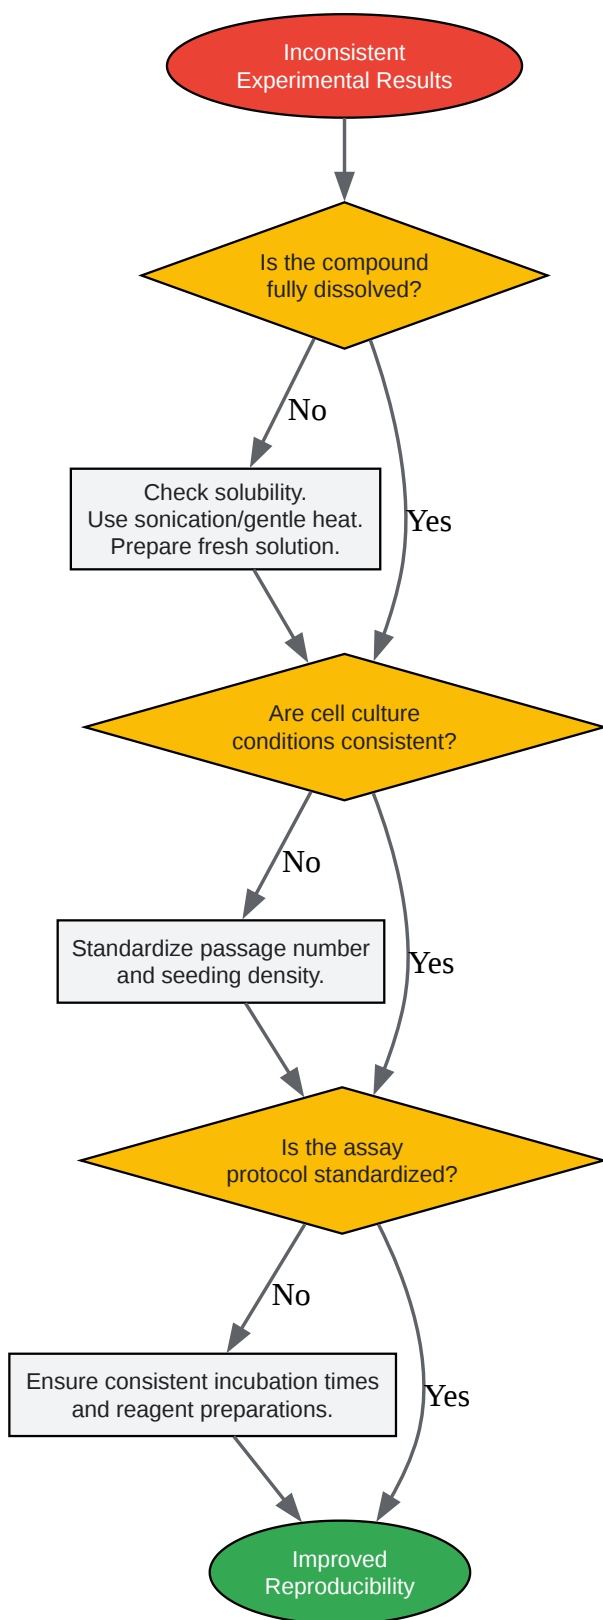 Inconsistent
Experimental Results
Is the compound
fully dissolved?
No
Check solubility.
Use sonication/gentle heat.
Prepare fresh solution.
Yes
Are cell culture
conditions consistent?
No
Standardize passage number
and seeding density.
Yes
Is the assay
protocol standardized?
No
Ensure consistent incubation times
and reagent preparations.
Yes
Improved
Reproducibility